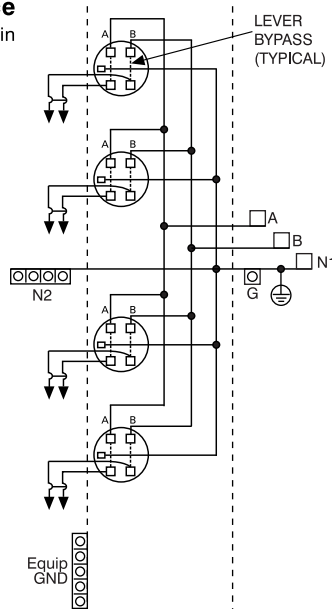 e
in
A B
LEVER
BYPASS
(TYPICAL)
A B
A
B
N
N2
G
A B
A B
Equip
GND